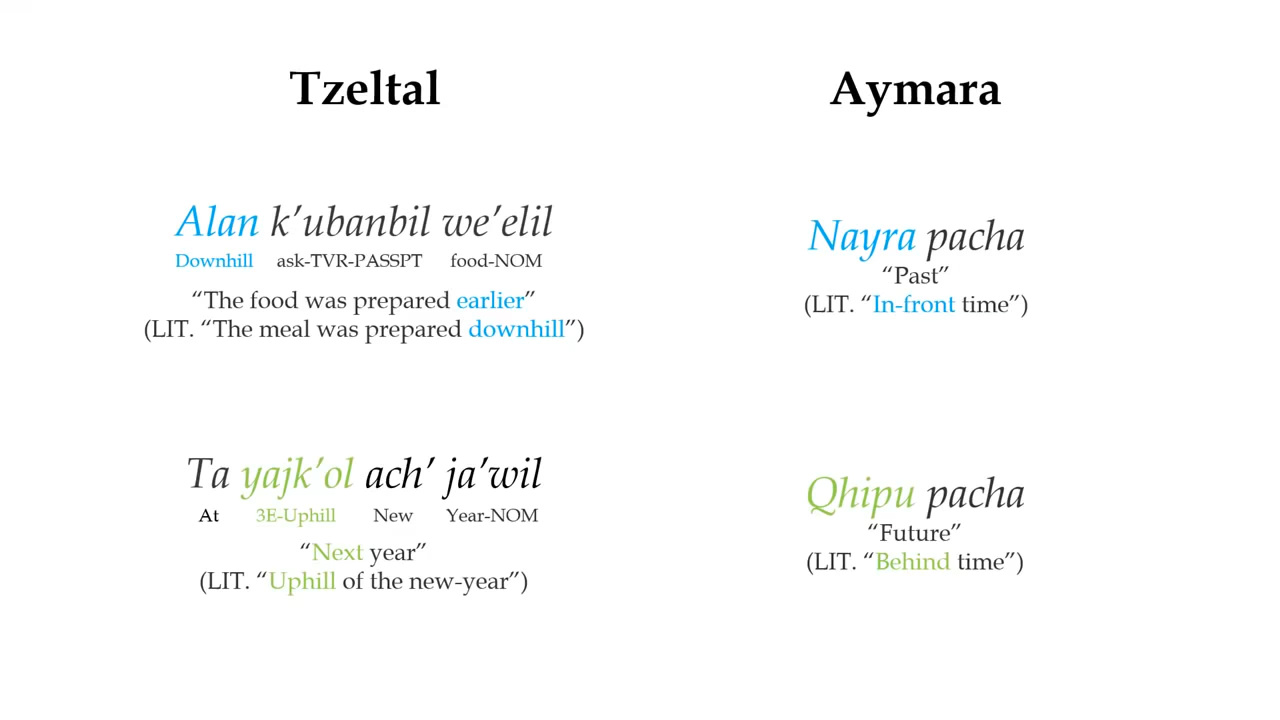 Tzeltal
Alan k’ubanbil we’elil
Downhill ask-TVR-PASSPT food-NOM
“The food was prepared earlier”
(LIT. “The meal was prepared downhill”)
Ta yajk’ol ach’ ja’wil
At 3E-Uphill New Year-NOM
“Next year”
(LIT. “Uphill of the new-year”)
Aymara
Nayra pacha
“Past”
(LIT. “In-front time”)
Qhipu pacha
“Future”
(LIT. “Behind time”)